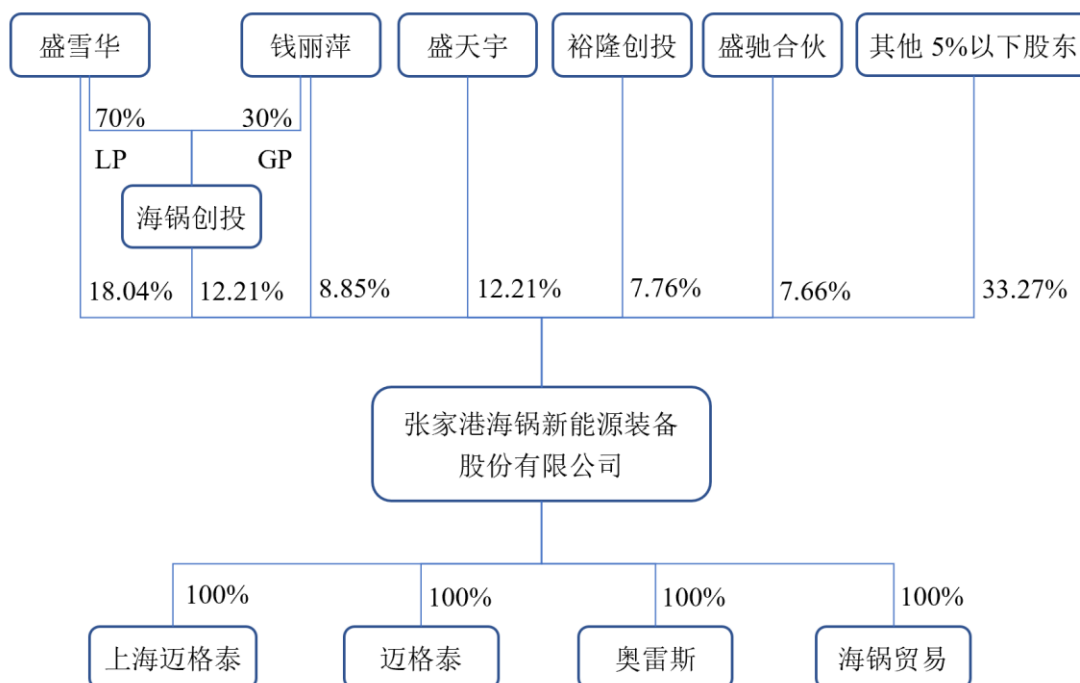 盛雪华
钱丽萍
盛天宇
裕隆创投
盛驰合伙
其他 5%以下股东
70%
30%
LP
GP
海锅创投
18.04%
12.21%
8.85%
12.21%
7.76%
7.66%
33.27%
张家港海锅新能源装备
股份有限公司
100%
100%
100%
100%
上海迈格泰
迈格泰
奥雷斯
海锅贸易